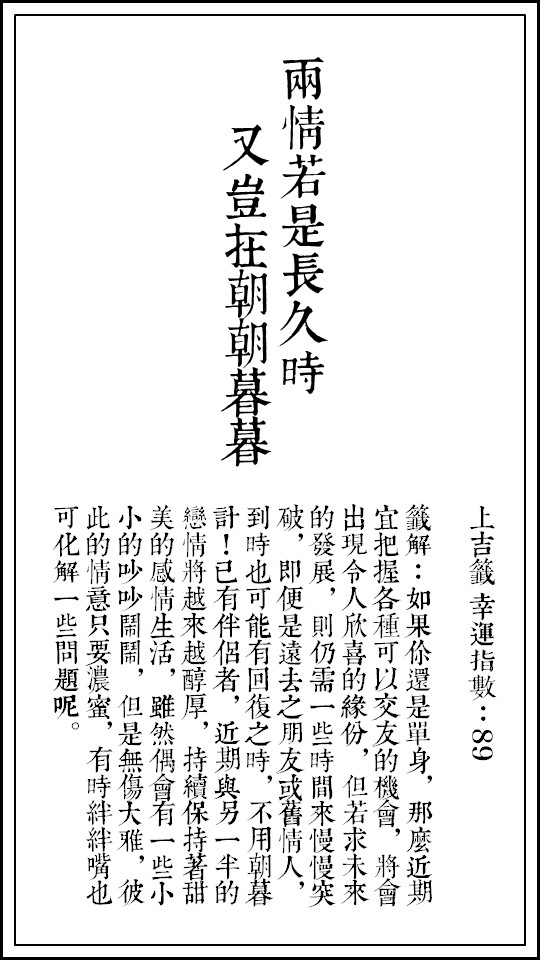 兩情若是長久時
又豈在朝朝暮暮
上吉籤 幸運指數：89
籤解：如果你還是單身，那麼近期
宜把握各種可以交友的機會，將會
出現令人欣喜的緣份，但若求未來
的發展，則仍需一些時間來慢慢突
破，即便是遠去之朋友或舊情人，
到時也可能有回復之時，不用朝暮
計！已有伴侶者，近期與另一半的
戀情將越來越醇厚，持續保持著甜
美的感情生活，雖然偶會有一些小
小的吵吵鬧鬧，但是無傷大雅，彼
此的情意只要濃蜜，有時絆絆嘴也
可化解一些問題呢。